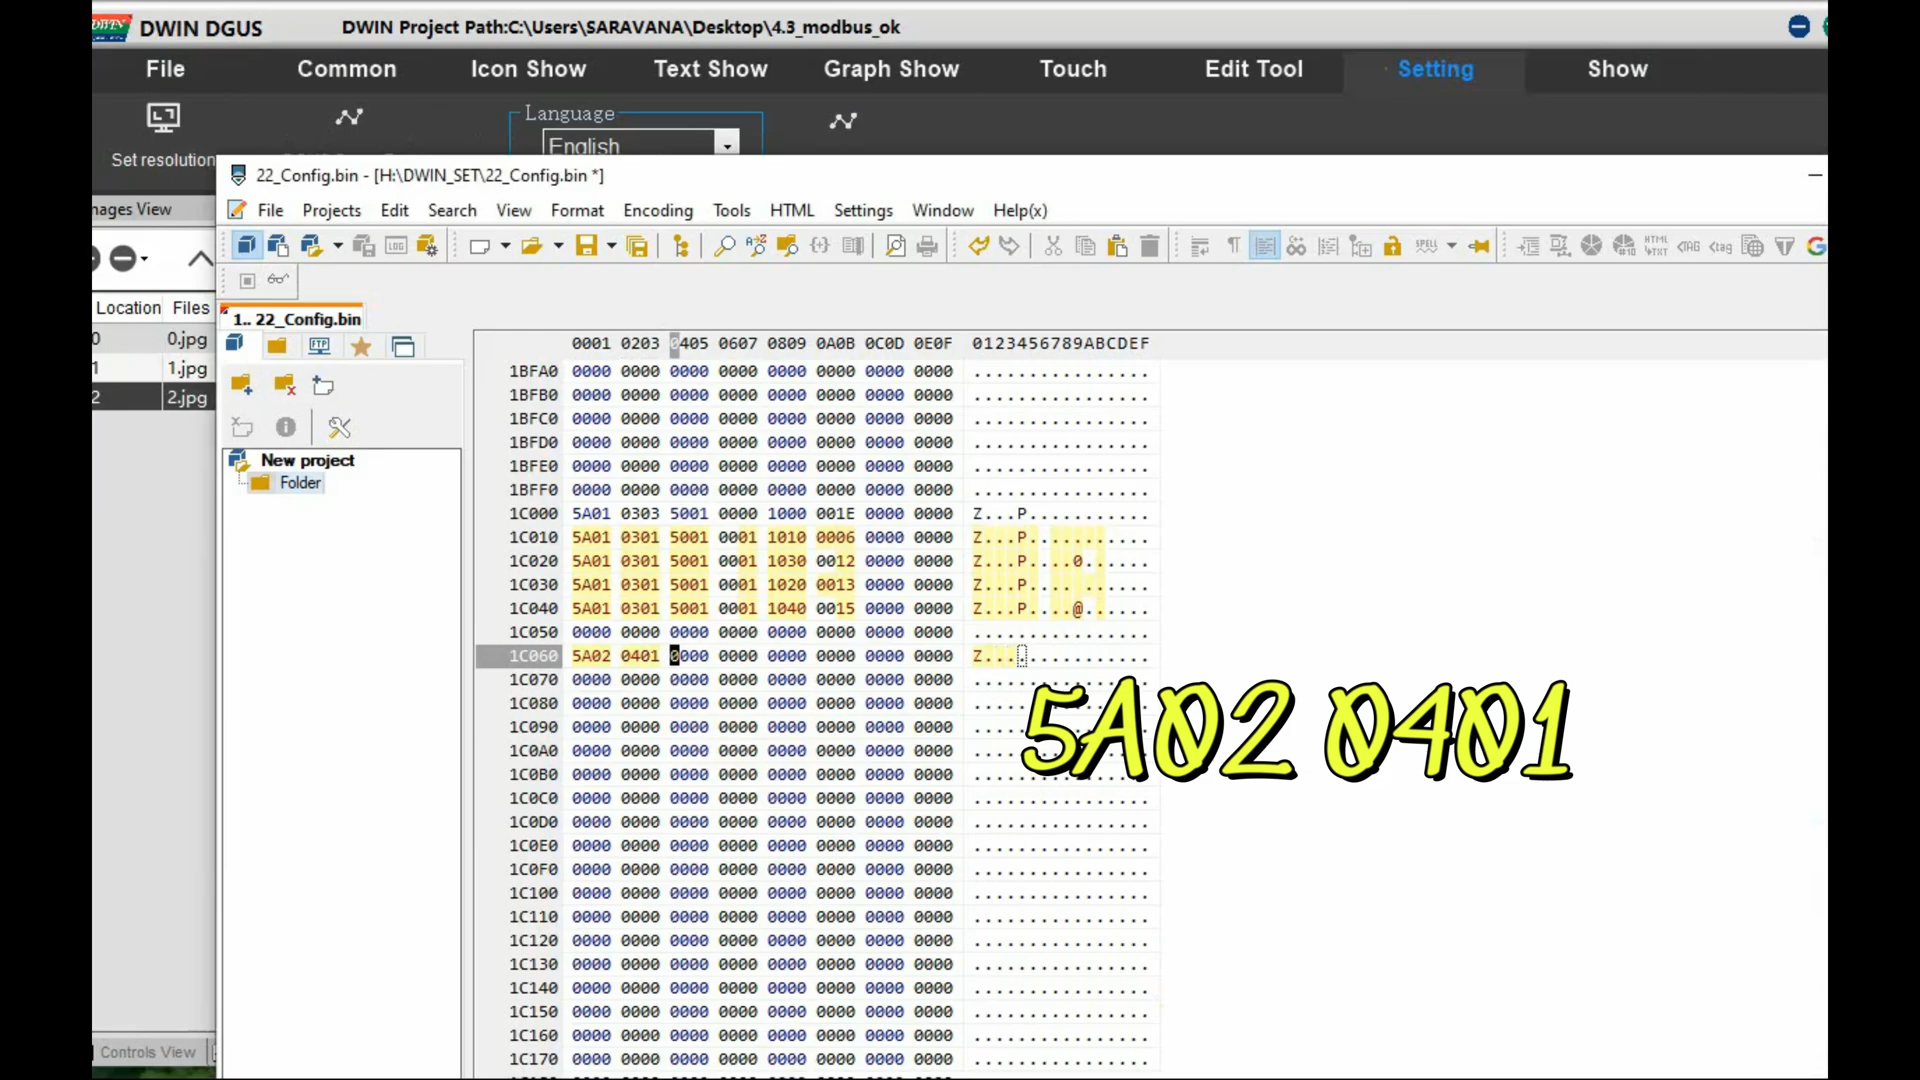 DWIN DGUS DWIN Project Path:C:\Users\SARAVANA\Desktop\4.3_modbus_ok
File Common Icon Show Text Show Graph Show Touch Edit Tool Setting Show
Language
English
Set resolution
22_Config.bin - [H:\DWIN_SET\22_Config.bin *]
ages View
File Projects Edit Search View Format Encoding Tools HTML Settings Window Help(x)
1.. 22_Config.bin
Location Files
0 0.jpg
1 1.jpg
2 2.jpg
New project
Folder
0001 0203 0405 0607 0809 0A0B 0C0D 0E0F 0123456789ABCDEF
1BFA0 0000 0000 0000 0000 0000 0000 0000 0000 ................
1BFB0 0000 0000 0000 0000 0000 0000 0000 0000 ................
1BFC0 0000 0000 0000 0000 0000 0000 0000 0000 ................
1BFD0 0000 0000 0000 0000 0000 0000 0000 0000 ................
1BFE0 0000 0000 0000 0000 0000 0000 0000 0000 ................
1BFF0 0000 0000 0000 0000 0000 0000 0000 0000 ................
1C000 5A01 0303 5001 0000 1000 001E 0000 0000 Z...P...........
1C010 5A01 0301 5001 0001 1010 0006 0000 0000 Z...P...........
1C020 5A01 0301 5001 0001 1030 0012 0000 0000 Z...P....0......
1C030 5A01 0301 5001 0001 1020 0013 0000 0000 Z...P.... ......
1C040 5A01 0301 5001 0001 1040 0015 0000 0000 Z...P....@......
1C050 0000 0000 0000 0000 0000 0000 0000 0000 ................
1C060 5A02 0401 0000 0000 0000 0000 0000 0000 Z...............
1C070 0000 0000 0000 0000 0000 0000 0000 0000 ................
1C080 0000 0000 0000 0000 0000 0000 0000 0000
1C090 0000 0000 0000 0000 0000 0000 0000 0000
1C0A0 0000 0000 0000 0000 0000 0000 0000 0000
1C0B0 0000 0000 0000 0000 0000 0000 0000 0000
5A02 0401
1C0C0 0000 0000 0000 0000 0000 0000 0000 0000 ................
1C0D0 0000 0000 0000 0000 0000 0000 0000 0000 ................
1C0E0 0000 0000 0000 0000 0000 0000 0000 0000 ................
1C0F0 0000 0000 0000 0000 0000 0000 0000 0000 ................
1C100 0000 0000 0000 0000 0000 0000 0000 0000 ................
1C110 0000 0000 0000 0000 0000 0000 0000 0000 ................
1C120 0000 0000 0000 0000 0000 0000 0000 0000 ................
1C130 0000 0000 0000 0000 0000 0000 0000 0000 ................
1C140 0000 0000 0000 0000 0000 0000 0000 0000 ................
1C150 0000 0000 0000 0000 0000 0000 0000 0000 ................
1C160 0000 0000 0000 0000 0000 0000 0000 0000 ................
1C170 0000 0000 0000 0000 0000 0000 0000 0000 ................
Controls View